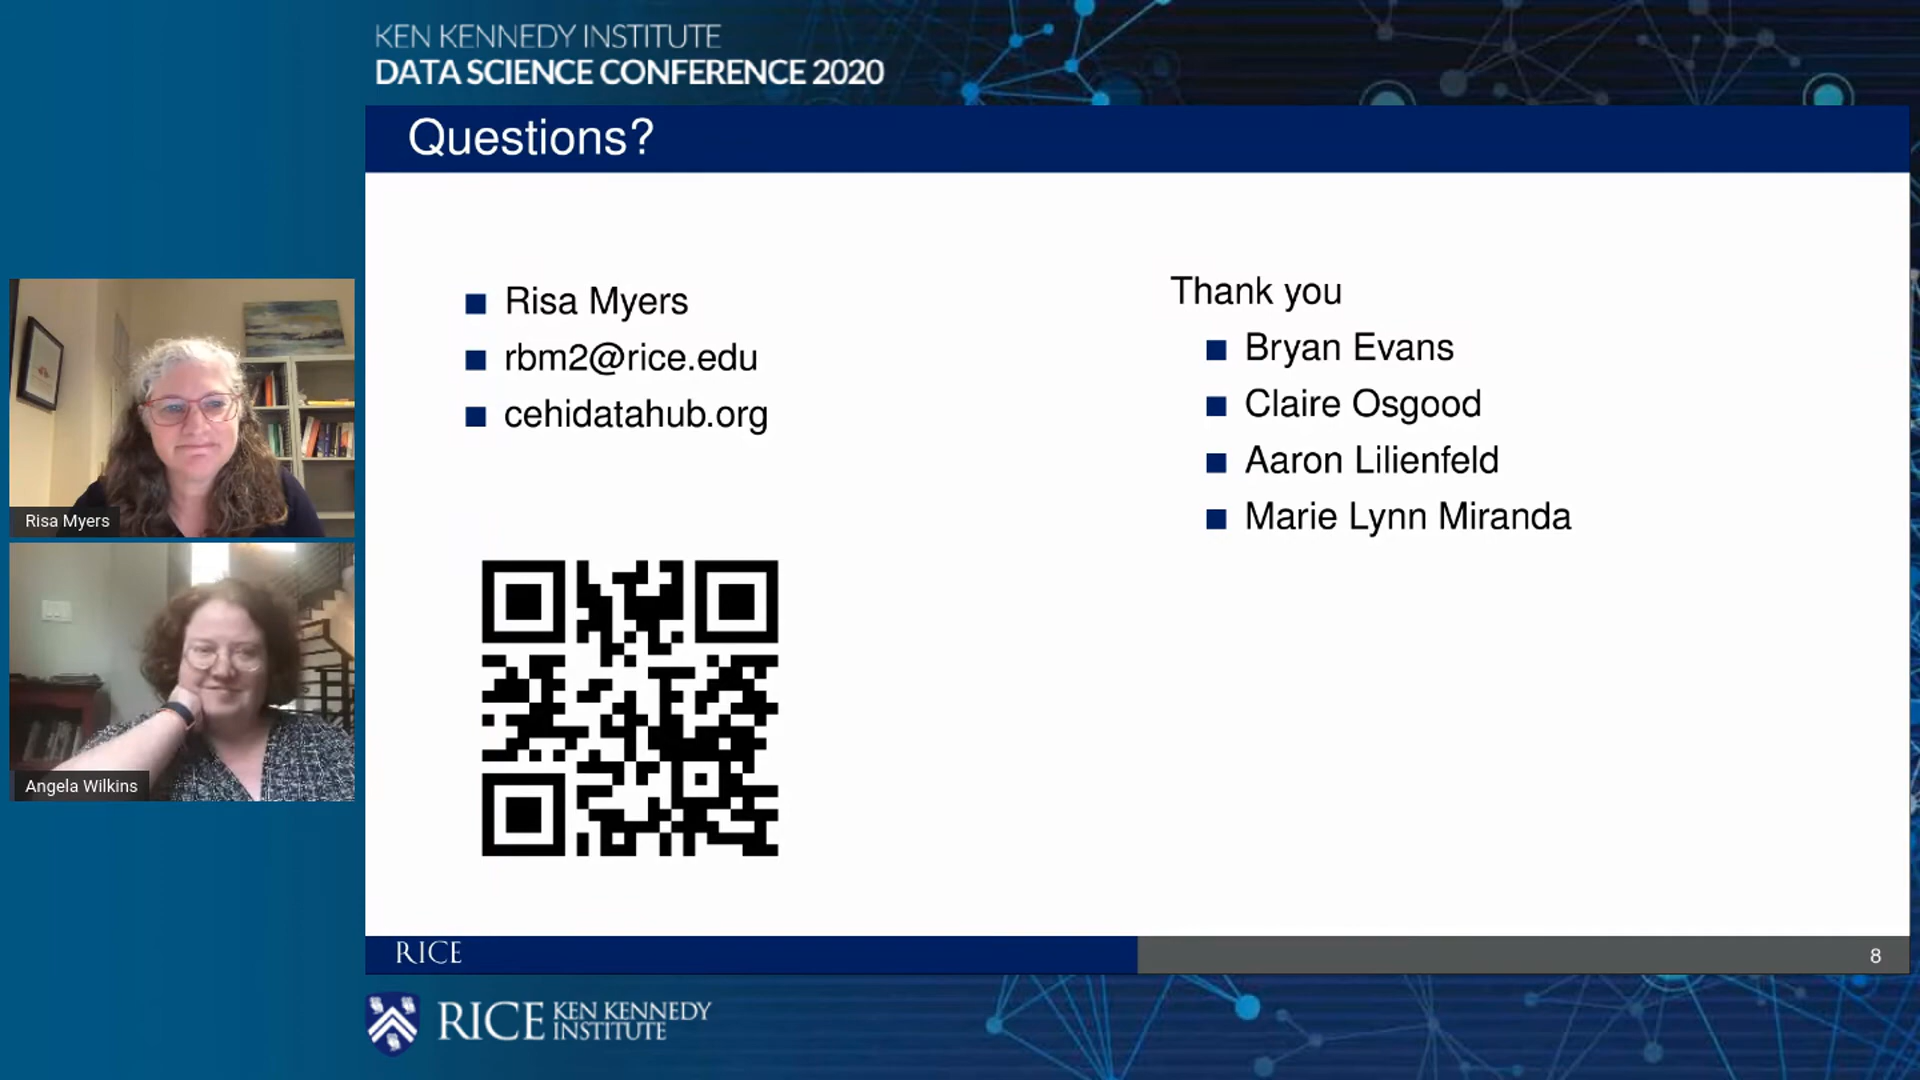 KEN KENNEDY INSTITUTE
DATA SCIENCE CONFERENCE 2020
Questions?
Risa Myers
rbm2@rice.edu
cehidatahub.org
Thank you
Bryan Evans
Claire Osgood
Aaron Lilienfeld
Marie Lynn Miranda
Risa Myers
Angela Wilkins
RICE
8
RICE KEN KENNEDY
INSTITUTE